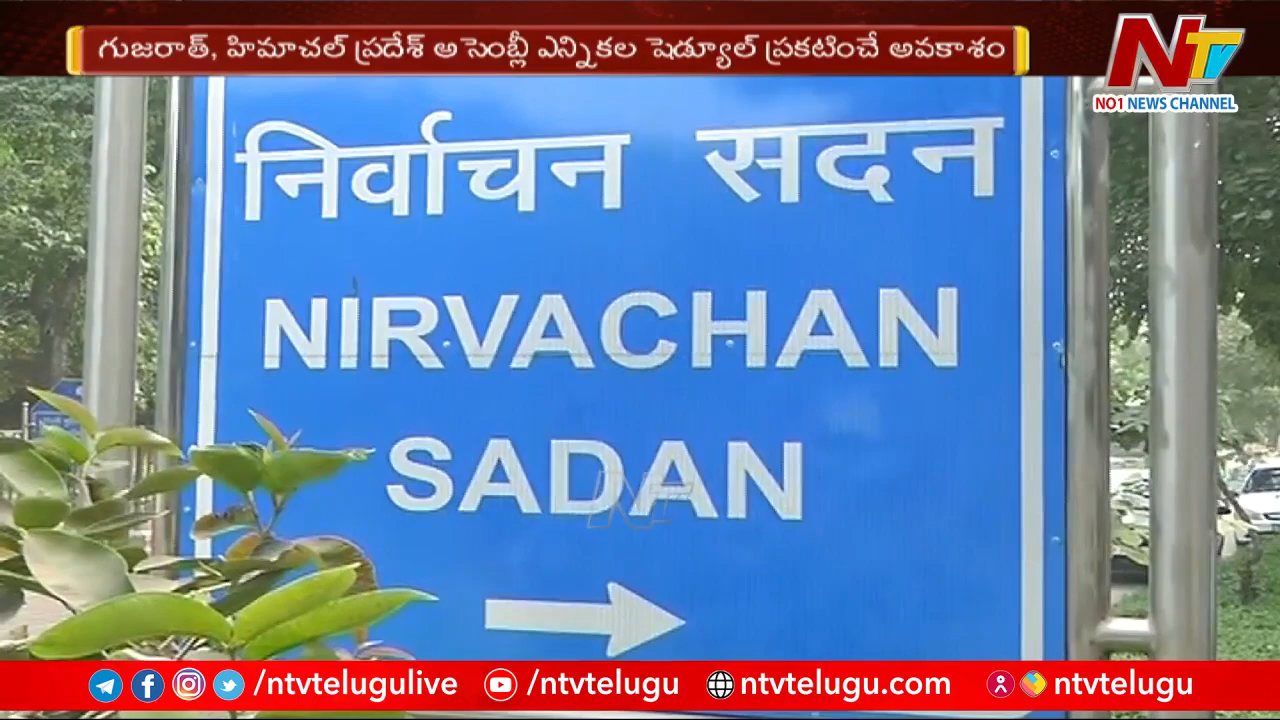 గుజరాత్, హిమాచల్ ప్రదేశ్ అసెంబ్లీ ఎన్నికల షెడ్యూల్ ప్రకటించే అవకాశం
NTV
NO1 NEWS CHANNEL
निर्वाचन सदन
NIRVACHAN
SADAN
/ntvtelugulive /ntvtelugu ntvtelugu.com ntvtelugu